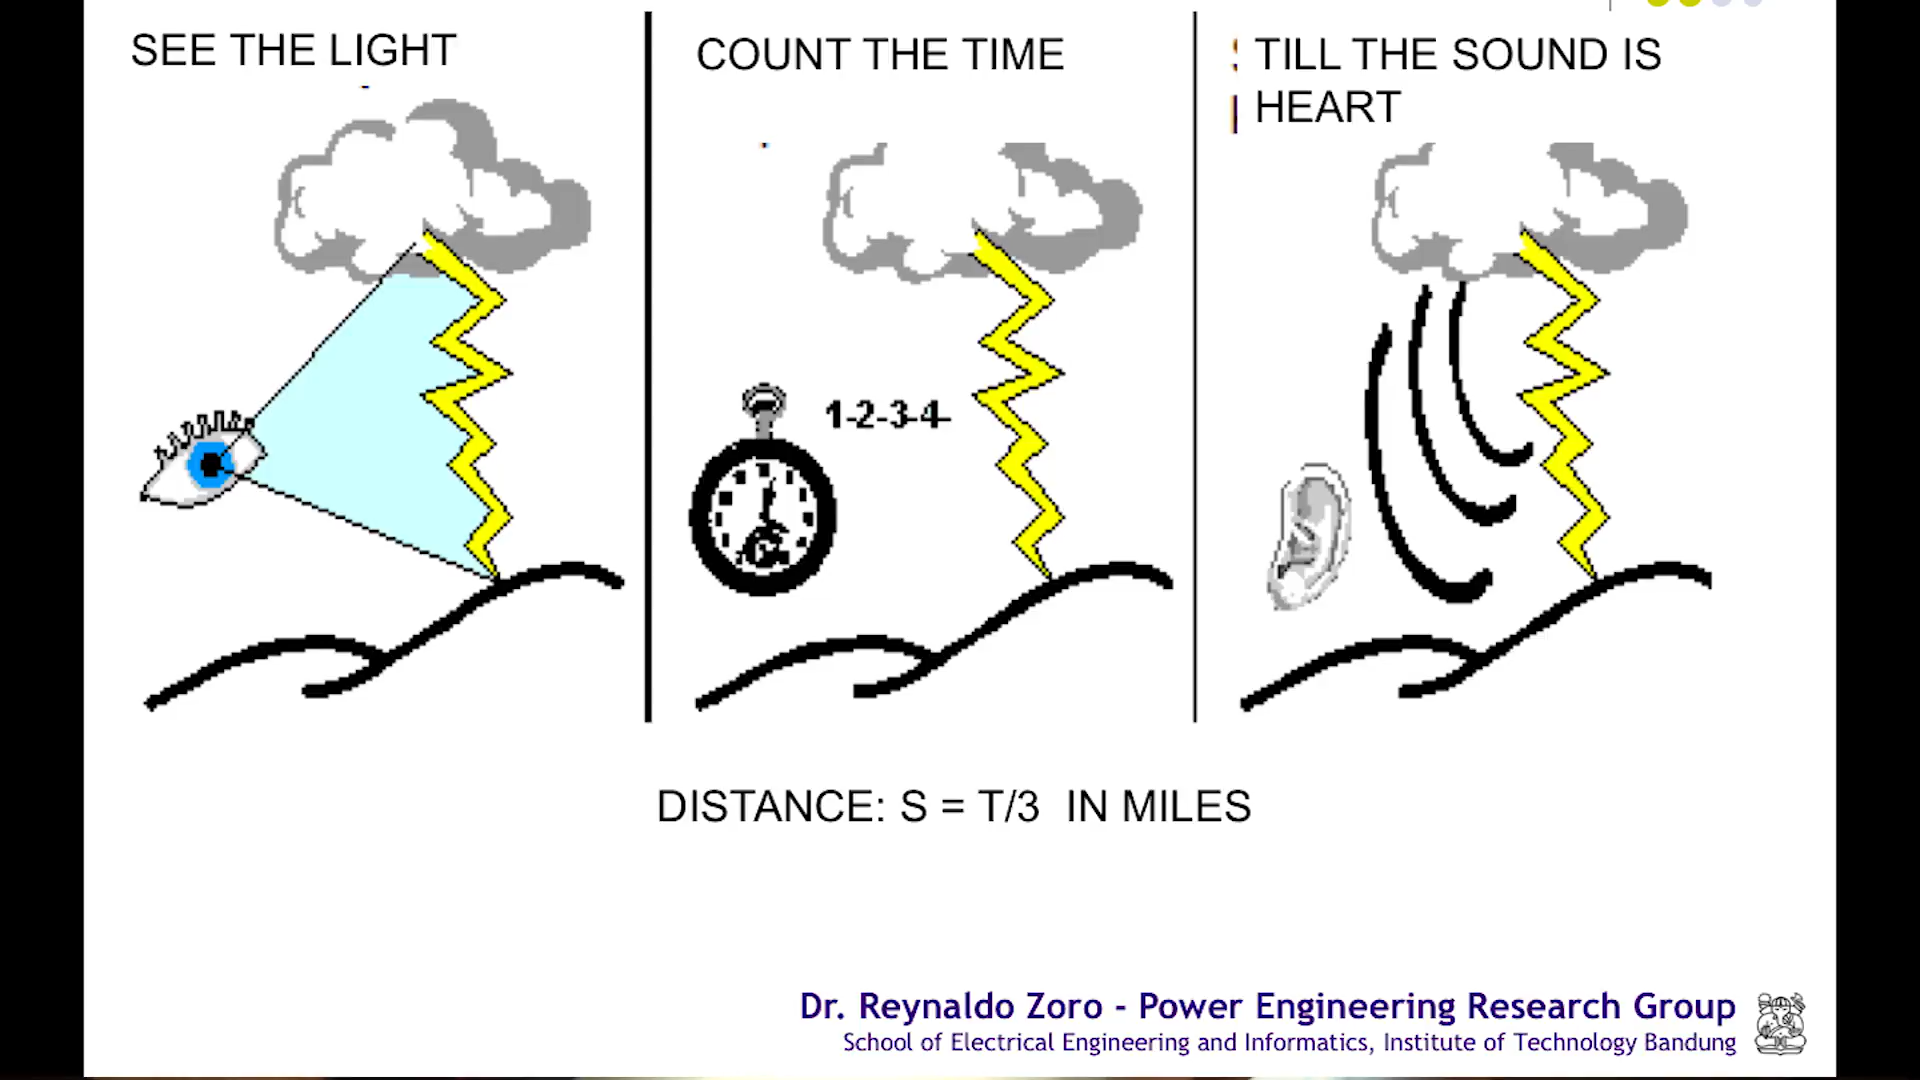 SEE THE LIGHT
COUNT THE TIME
TILL THE SOUND IS
HEART
1-2-3-4-
DISTANCE: S = T/3 IN MILES
Dr. Reynaldo Zoro - Power Engineering Research Group
School of Electrical Engineering and Informatics, Institute of Technology Bandung